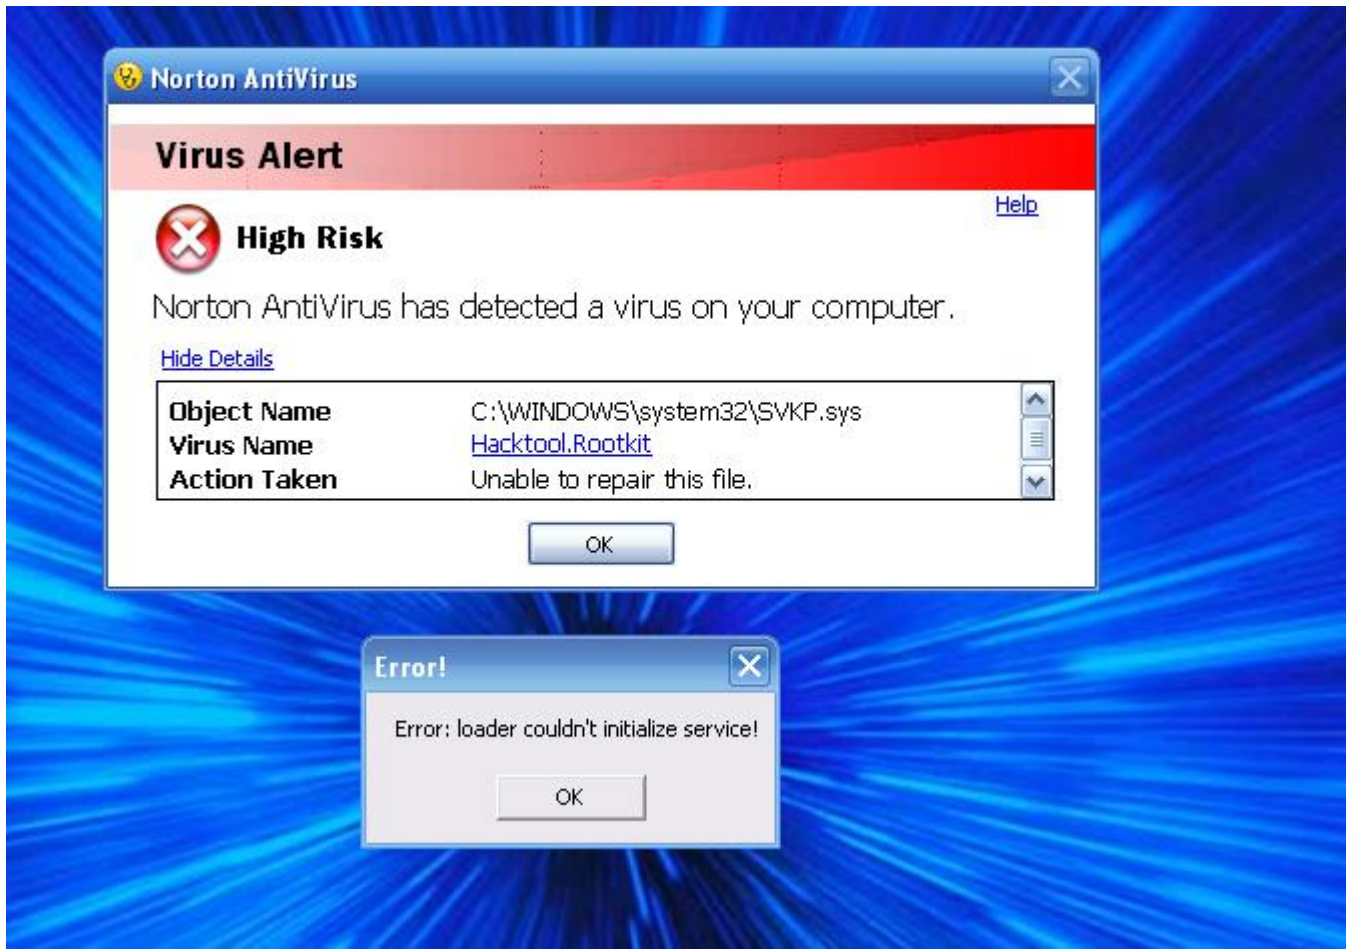 Norton AntiVirus
Virus Alert
Help
High Risk
Norton AntiVirus has detected a virus on your computer.
Hide Details
Object Name C:\WINDOWS\system32\SVKP.sys
Virus Name Hacktool.Rootkit
Action Taken Unable to repair this file.
OK
Error!
Error: loader couldn't initialize service!
OK